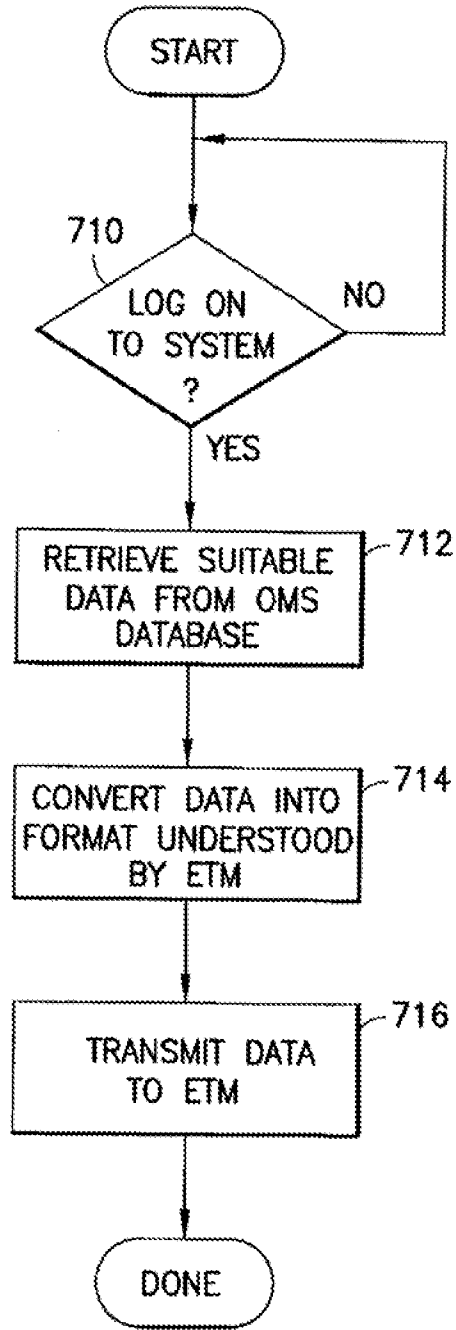 START
710
LOG ON
TO SYSTEM
?
NO
YES
712
RETRIEVE SUITABLE
DATA FROM OMS
DATABASE
714
CONVERT DATA INTO
FORMAT UNDERSTOOD
BY ETM
716
TRANSMIT DATA
TO ETM
DONE